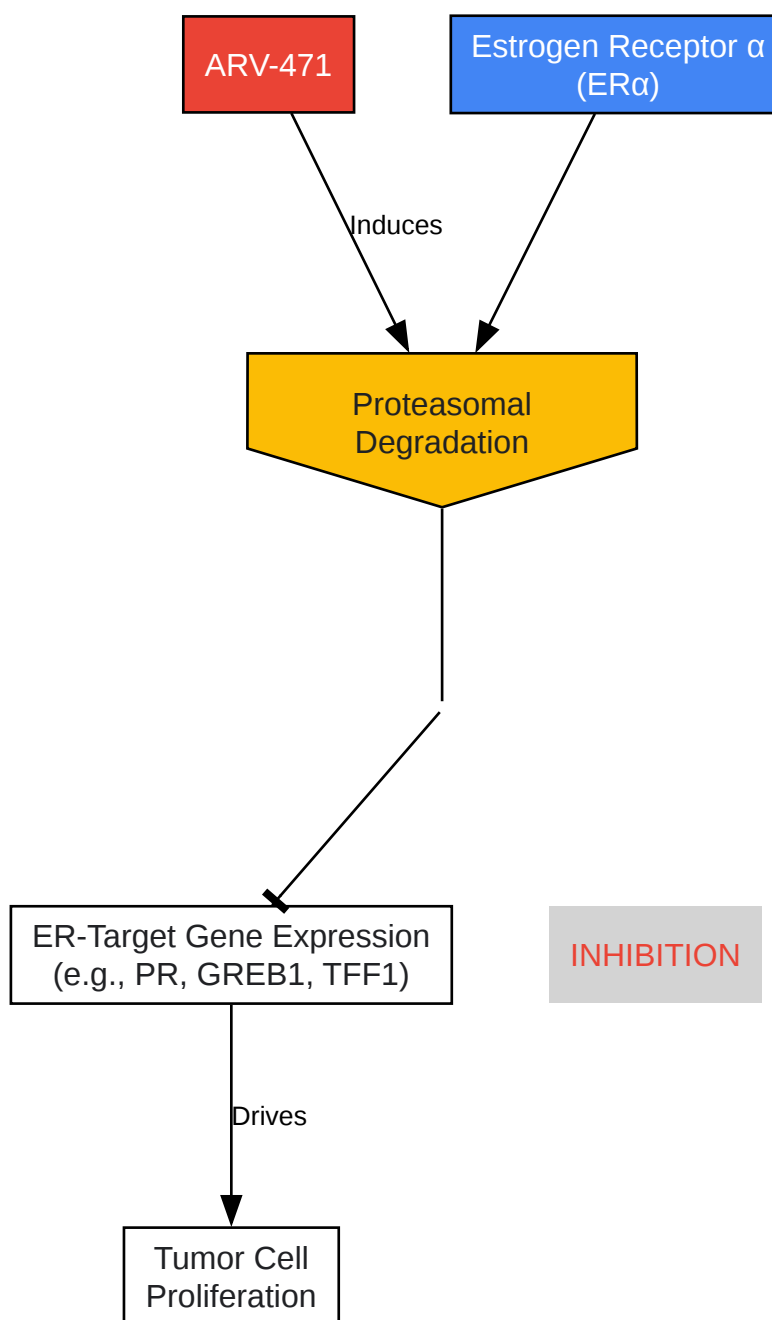 ARV-471
Estrogen Receptor α
(ERα)
Induces
Proteasomal
Degradation
ER-Target Gene Expression
(e.g., PR, GREB1, TFF1)
INHIBITION
Drives
Tumor Cell
Proliferation